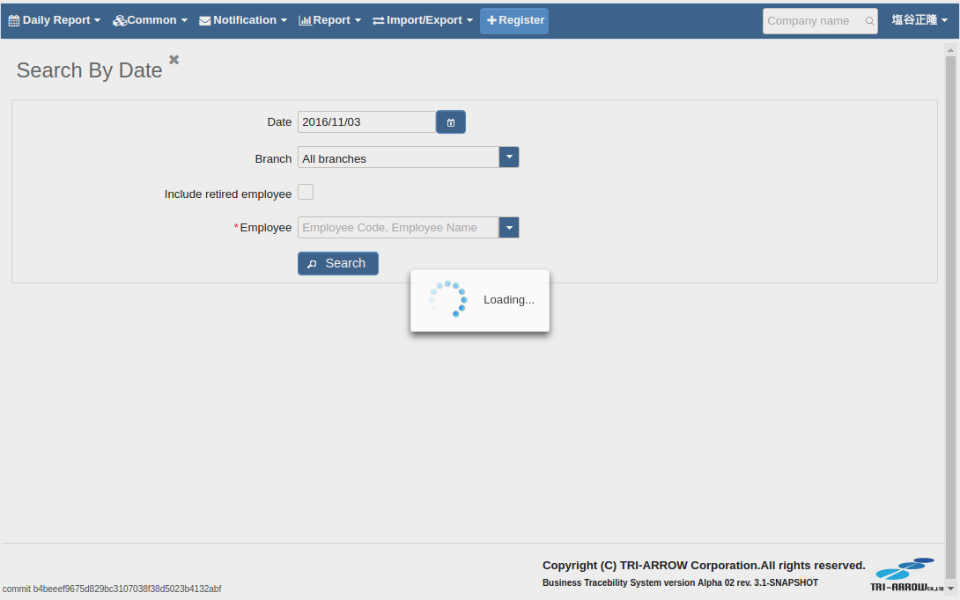 Daily Report Common Notification Report Import/Export Register Company name 塩谷正隆
Search By Date
Date 2016/11/03
Branch All branches
Include retired employee
*Employee Employee Code, Employee Name
Search
Loading...
Copyright (C) TRI-ARROW Corporation.All rights reserved.
Business Tracebility System version Alpha 02 rev. 3.1-SNAPSHOT
TRI-ARROW CO.,LTD
commit b4beeef9675d829bc3107038f38d5023b4132abf